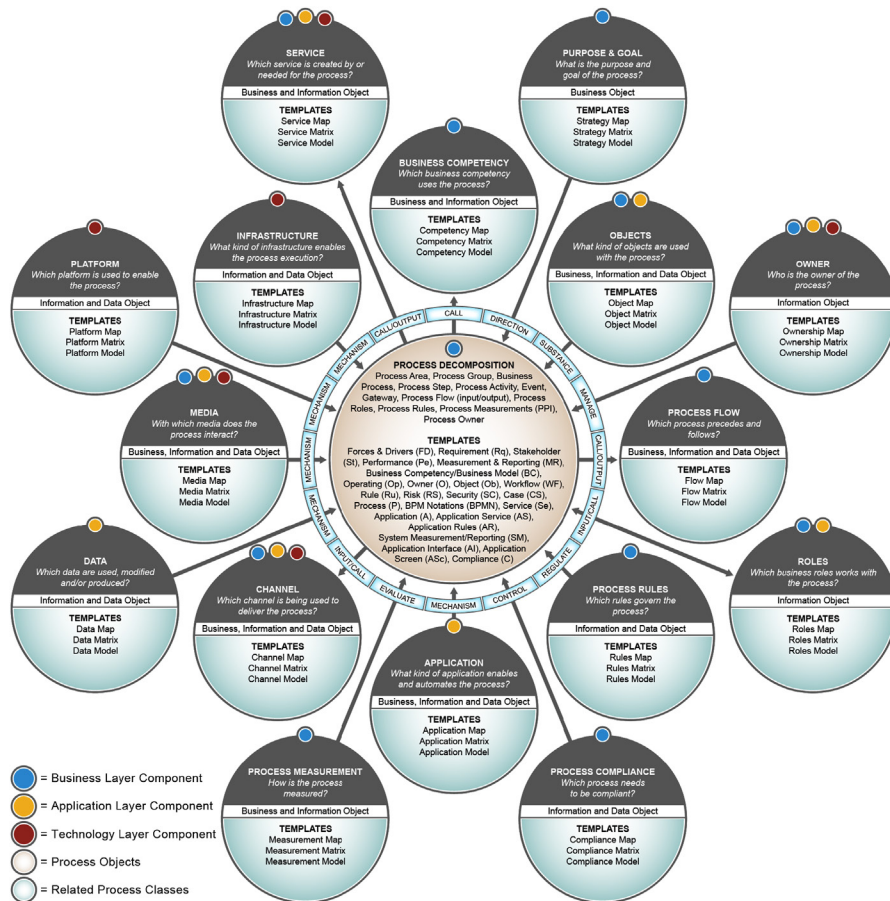 SERVICE
Which service is created by or
needed for the process?
Business and Information Object
TEMPLATES
Service Map
Service Matrix
Service Model
PURPOSE & GOAL
What is the purpose and
goal of the process?
Business Object
TEMPLATES
Strategy Map
Strategy Matrix
Strategy Model
BUSINESS COMPETENCY
Which business competency
uses the process?
Business and Information Object
TEMPLATES
Competency Map
Competency Matrix
Competency Model
INFRASTRUCTURE
What kind of infrastructure enables
the process execution?
Information and Data Object
TEMPLATES
Infrastructure Map
Infrastructure Matrix
Infrastructure Model
OBJECTS
What kind of objects are used
with the process?
Business, Information and Data Object
TEMPLATES
Object Map
Object Matrix
Object Model
PLATFORM
Which platform is used to enable
the process?
Information and Data Object
TEMPLATES
Platform Map
Platform Matrix
Platform Model
OWNER
Who is the owner of the
process?
Information Object
TEMPLATES
Ownership Map
Ownership Matrix
Ownership Model
CALL
DIRECTION
SUBSTANCE
MANAGE
CALL/OUTPUT
INPUT/CALL
REGULATE
CONTROL
MECHANISM
EVALUATE
INPUT/CALL
MECHANISM
MECHANISM
MECHANISM
MECHANISM
CALL/OUTPUT
PROCESS DECOMPOSITION
Process Area, Process Group, Business
Process, Process Step, Process Activity, Event,
Gateway, Process Flow (input/output), Process
Roles, Process Rules, Process Measurements (PPI),
Process Owner
TEMPLATES
Forces & Drivers (FD), Requirement (Rq), Stakeholder
(St), Performance (Pe), Measurement & Reporting (MR),
Business Competency/Business Model (BC),
Operating (Op), Owner (O), Object (Ob), Workflow (WF),
Rule (Ru), Risk (RS), Security (SC), Case (CS),
Process (P), BPM Notations (BPMN), Service (Se),
Application (A), Application Service (AS),
Application Rules (AR),
System Measurement/Reporting (SM),
Application Interface (AI), Application
Screen (ASc), Compliance (C)
MEDIA
With which media does the
process interact?
Business, Information and Data Object
TEMPLATES
Media Map
Media Matrix
Media Model
PROCESS FLOW
Which process precedes and
follows?
Business, Information and Data Object
TEMPLATES
Flow Map
Flow Matrix
Flow Model
DATA
Which data are used, modified
and/or produced?
Information and Data Object
TEMPLATES
Data Map
Data Matrix
Data Model
CHANNEL
Which channel is being used to
deliver the process?
Business, Information and Data Object
TEMPLATES
Channel Map
Channel Matrix
Channel Model
PROCESS RULES
Which rules govern the
process?
Information and Data Object
TEMPLATES
Rules Map
Rules Matrix
Rules Model
ROLES
Which business roles works with
the process?
Information and Data Object
TEMPLATES
Roles Map
Roles Matrix
Roles Model
APPLICATION
What kind of application enables
and automates the process?
Business, Information and Data Object
TEMPLATES
Application Map
Application Matrix
Application Model
PROCESS MEASUREMENT
How is the process
measured?
Business and Information Object
TEMPLATES
Measurement Map
Measurement Matrix
Measurement Model
PROCESS COMPLIANCE
Which process needs
to be compliant?
Information and Data Object
TEMPLATES
Compliance Map
Compliance Matrix
Compliance Model
= Business Layer Component
= Application Layer Component
= Technology Layer Component
= Process Objects
= Related Process Classes